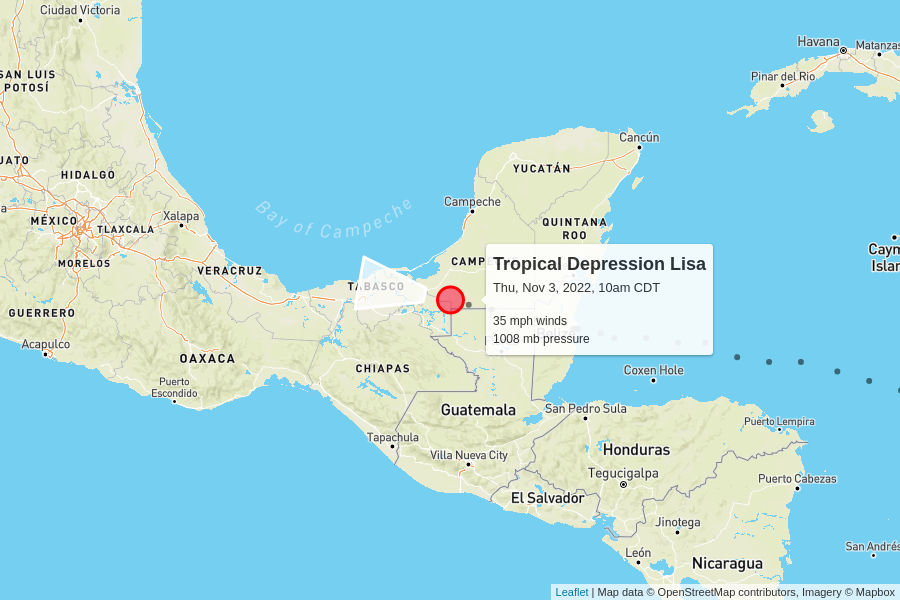 Ciudad Victoria
Havana
Matanzas
SAN LUIS
POTOSÍ
Pinar del Rio
Cancún
UATO
YUCATÁN
HIDALGO
Campeche
Bay of Campeche
MÉXICO
Xalapa
TLAXCALA
QUINTANA
ROO
MORELOS
VERACRUZ
CAMP
Caym
Islan
Tropical Depression Lisa
Thu, Nov 3, 2022, 10am CDT
35 mph winds
1008 mb pressure
TABASCO
Belize
GUERRERO
Acapulco
OAXACA
CHIAPAS
Coxen Hole
Puerto
Escondido
Guatemala
San Pedro Sula
Puerto Lempira
Tapachula
Honduras
Villa Nueva City
Tegucigalpa
Puerto Cabezas
El Salvador
Jinotega
León
San Andrés
Nicaragua
Leaflet | Map data © OpenStreetMap contributors, Imagery © Mapbox